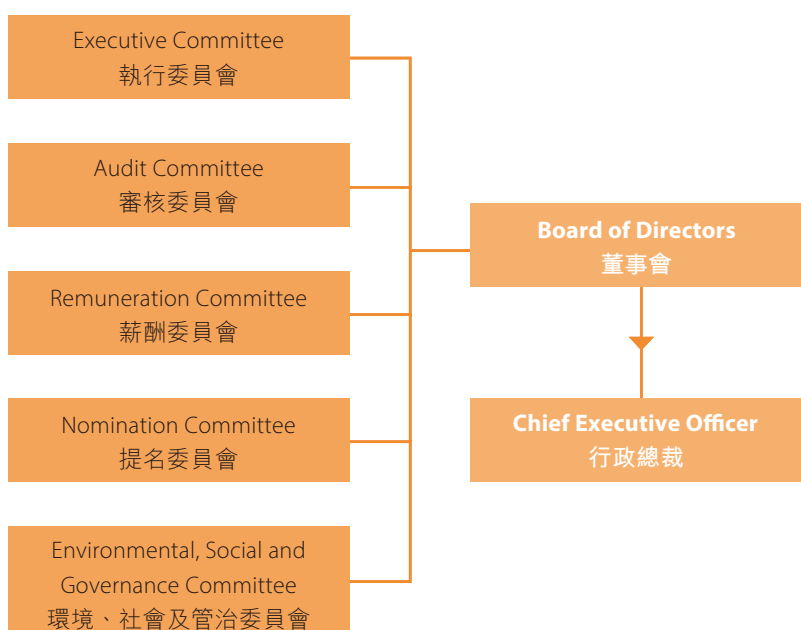 Executive Committee
執行委員會
Audit Committee
審核委員會
Remuneration Committee
薪酬委員會
Nomination Committee
提名委員會
Environmental, Social and
Governance Committee
環境、社會及管治委員會
Board of Directors
董事會
Chief Executive Officer
行政總裁